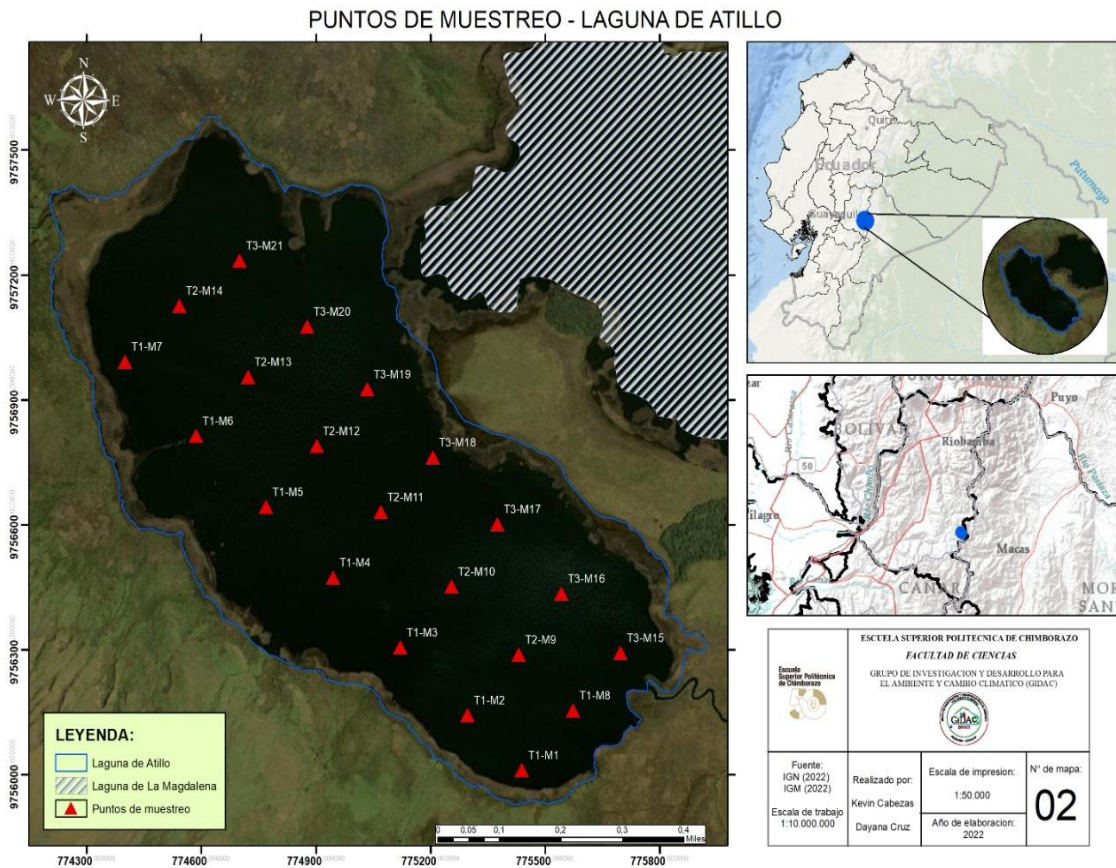 PUNTOS DE MUESTREO - LAGUNA DE ATILLO
N
W E
S
9757500
9757200
9756900
9756600
9756300
9756000
T3-M21
T2-M14
T3-M20
T1-M7
T2-M13
T3-M19
T1-M6
T2-M12
T3-M18
T1-M5
T2-M11
T3-M17
T1-M4
T2-M10
T3-M16
T1-M3
T2-M9
T3-M15
T1-M2
T1-M8
T1-M1
LEYENDA:
Laguna de Atillo
Laguna de La Magdalena
Puntos de muestreo
0 0,05 0,1 0,2 0,3 0,4
Miles
774300 774600 774900 775200 775500 775800
Quito
Ecuador
Guayaquil
Putumayo
Puyo
BOLÍVAR
Riobamba
50
Macas
CAÑAR
Escuela
Superior Politécnica
de Chimborazo
ESCUELA SUPERIOR POLITECNICA DE CHIMBORAZO
FACULTAD DE CIENCIAS
GRUPO DE INVESTIGACION Y DESARROLLO PARA
EL AMBIENTE Y CAMBIO CLIMATICO (GIDAC)
GIDAC
Fuente:
IGN (2022)
IGM (2022)
Escala de trabajo
1:10.000.000
Realizado por:
Kevin Cabezas
Dayana Cruz
Escala de impresion:
1:50.000
Año de elaboracion:
2022
N° de mapa:
02